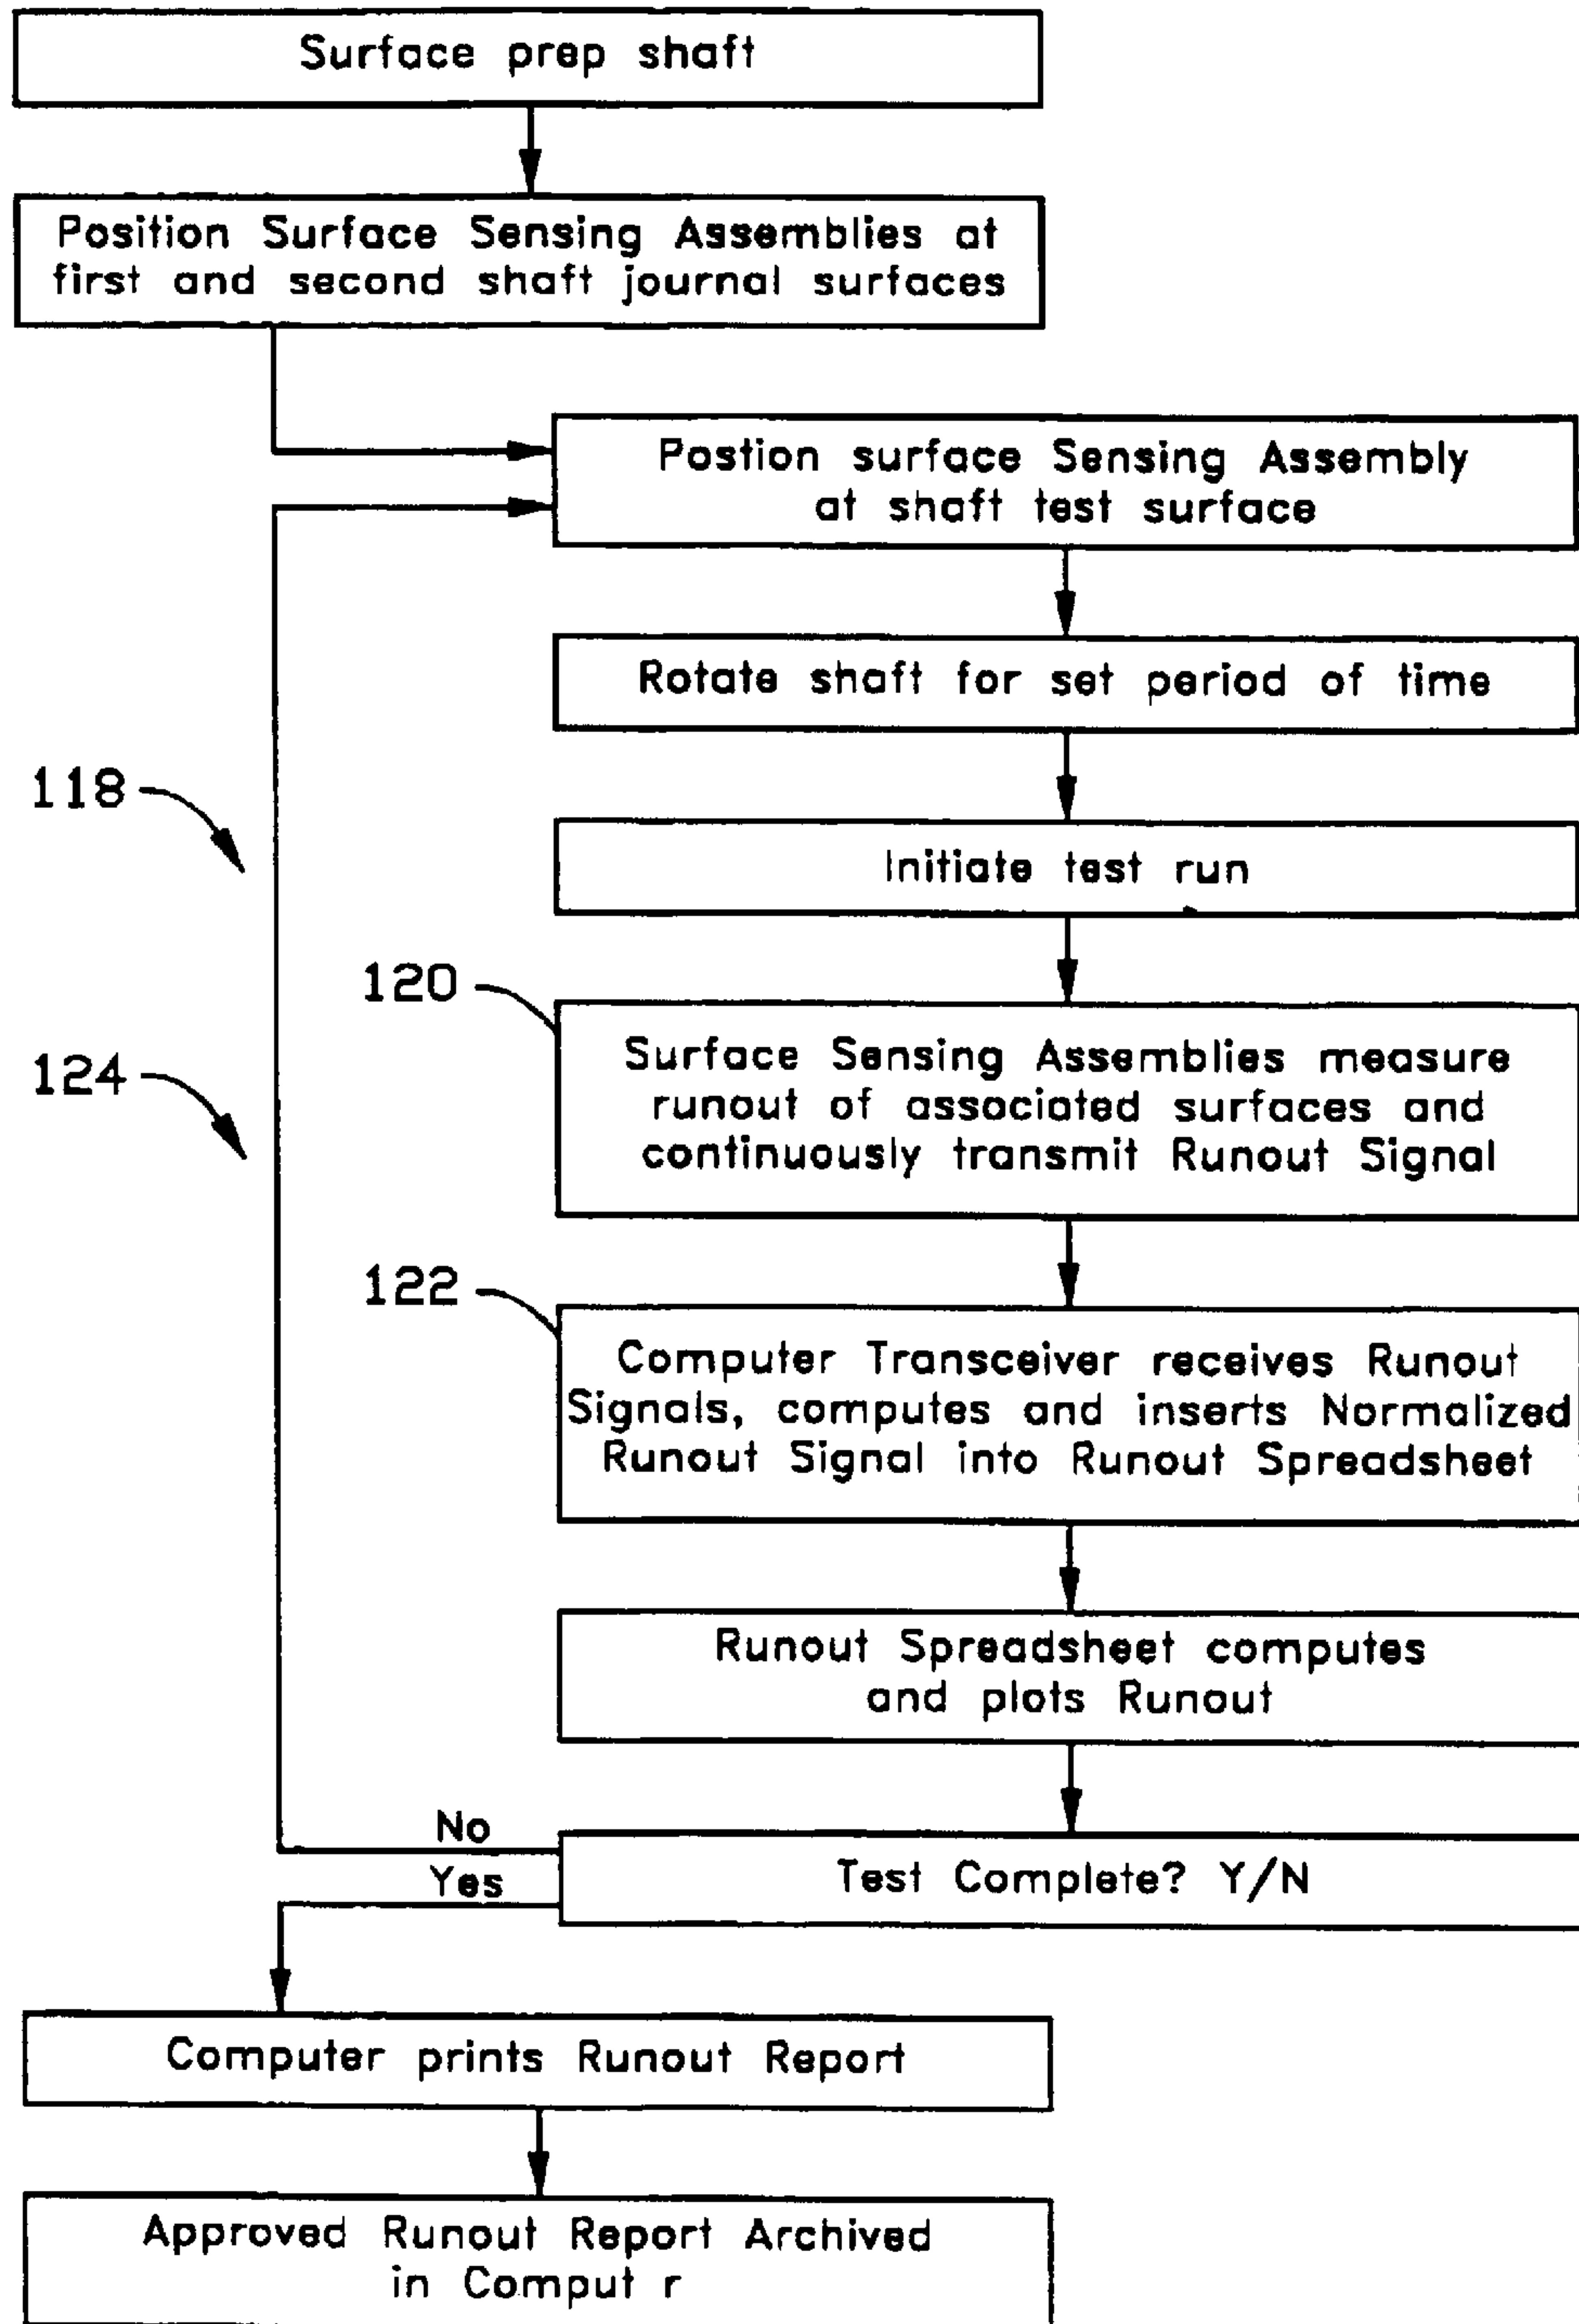 Surface prep shaft
Position Surface Sensing Assemblies at
first and second shaft journal surfaces
Postion surface Sensing Assembly
at shaft test surface
Rotate shaft for set period of time
118
Initiate test run
120
124
Surface Sensing Assemblies measure
runout of associated surfaces and
continuously transmit Runout Signal
122
Computer Transceiver receives Runout
Signals, computes and inserts Normalized
Runout Signal into Runout Spreadsheet
Runout Spreadsheet computes
and plots Runout
No
Yes
Test Complete? Y/N
Computer prints Runout Report
Approved Runout Report Archived
in Comput r